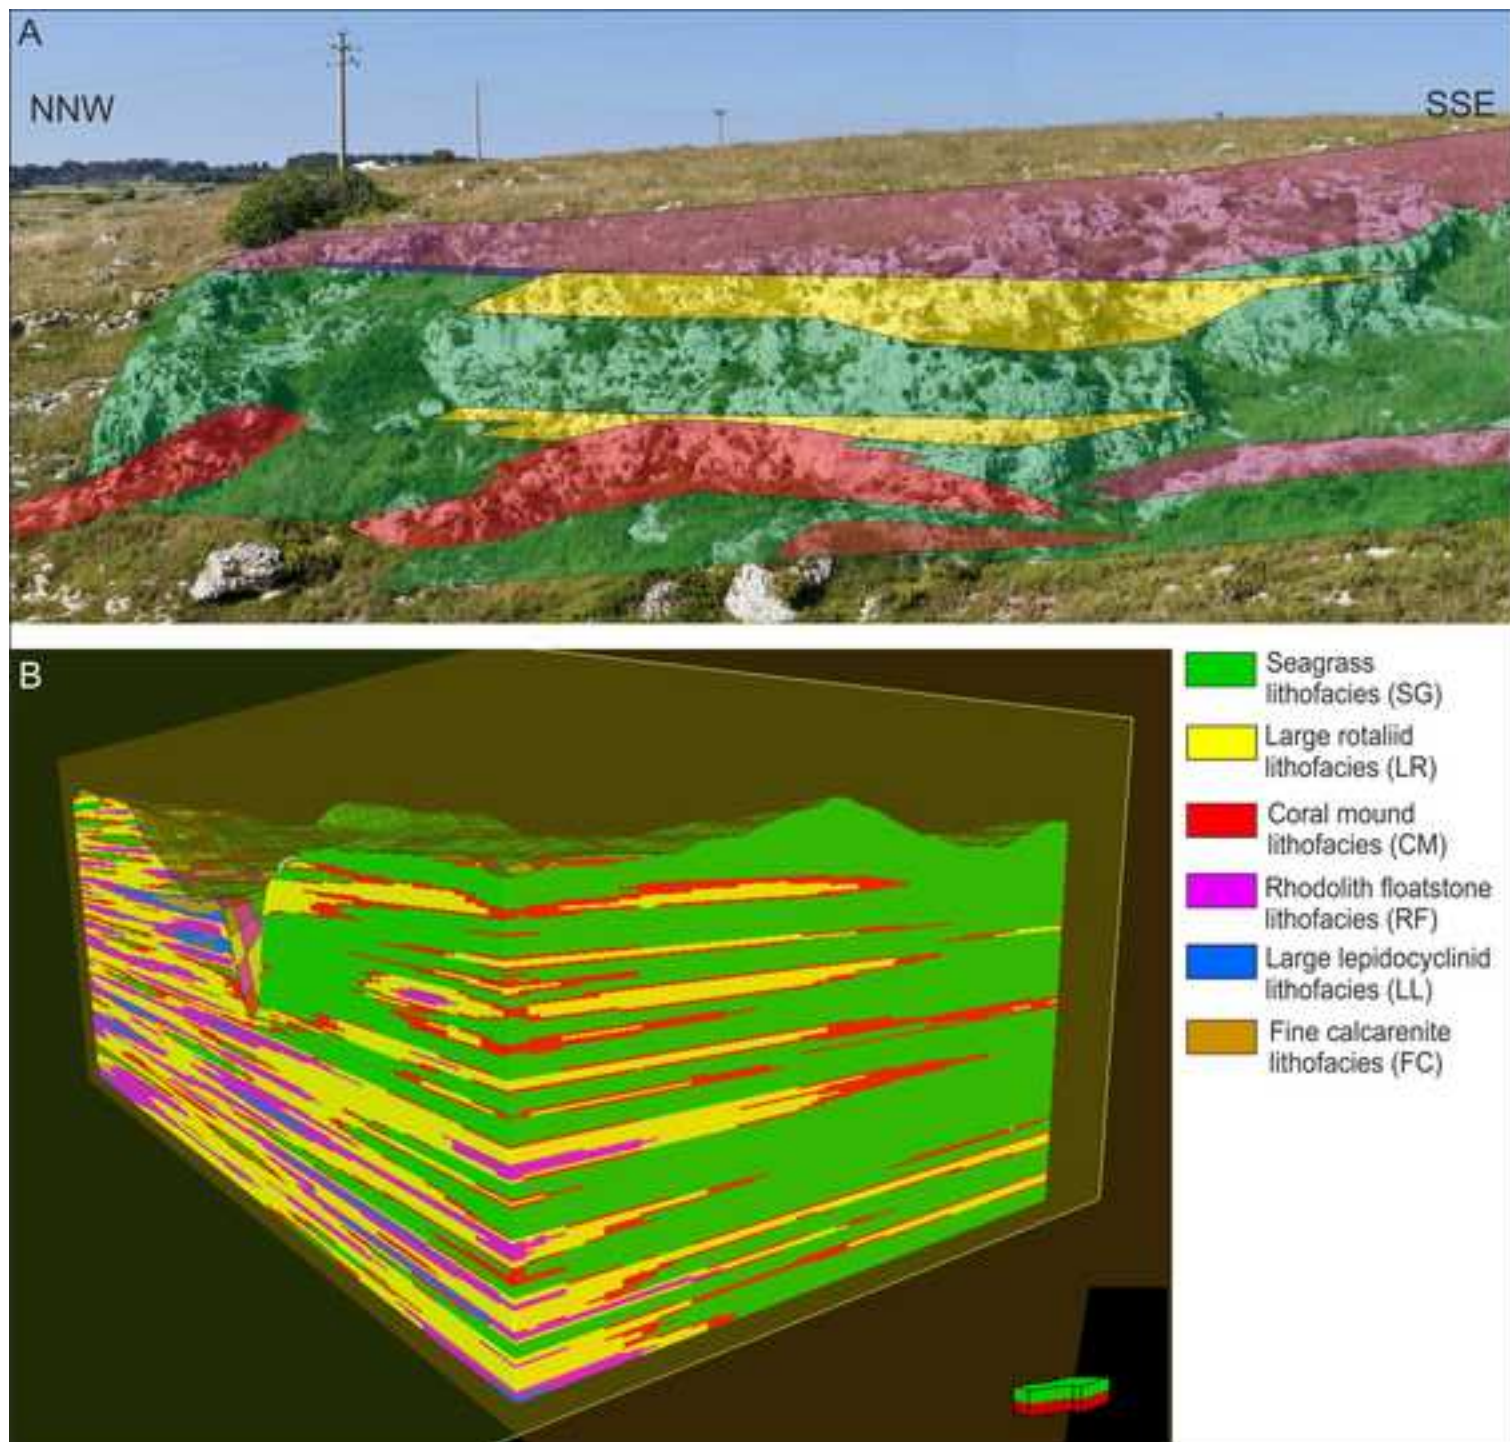 A
NNW
SSE
B
Seagrass
lithofacies (SG)
Large rotaliid
lithofacies (LR)
Coral mound
lithofacies (CM)
Rhodolith floatstone
lithofacies (RF)
Large lepidocyclinid
lithofacies (LL)
Fine calcarenite
lithofacies (FC)